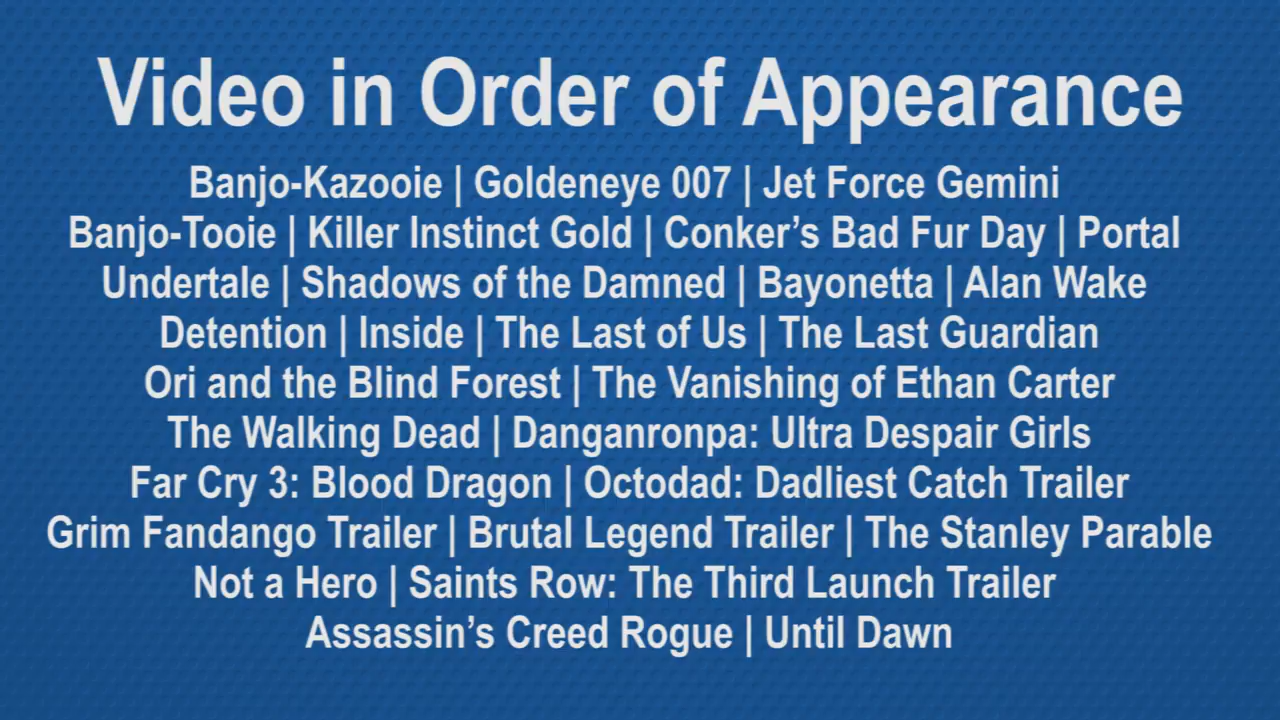 Video in Order of Appearance
Banjo-Kazooie | Goldeneye 007 | Jet Force Gemini
Banjo-Tooie | Killer Instinct Gold | Conker’s Bad Fur Day | Portal
Undertale | Shadows of the Damned | Bayonetta | Alan Wake
Detention | Inside | The Last of Us | The Last Guardian
Ori and the Blind Forest | The Vanishing of Ethan Carter
The Walking Dead | Danganronpa: Ultra Despair Girls
Far Cry 3: Blood Dragon | Octodad: Dadliest Catch Trailer
Grim Fandango Trailer | Brutal Legend Trailer | The Stanley Parable
Not a Hero | Saints Row: The Third Launch Trailer
Assassin’s Creed Rogue | Until Dawn